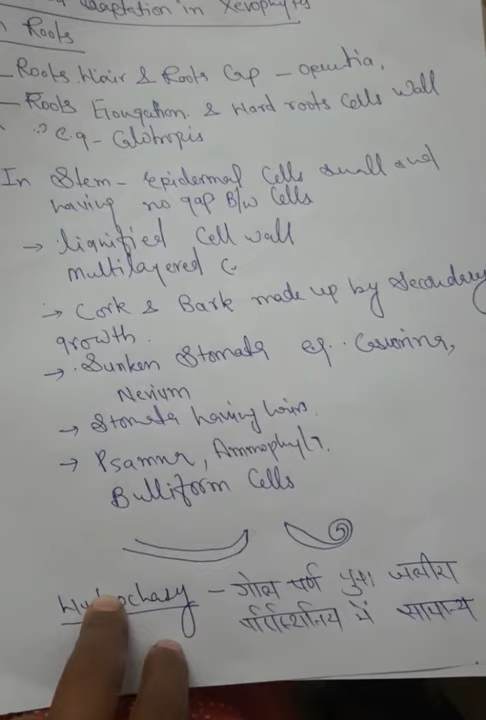 Adaptation in Xerophytes
In Roots
- Roots Hair & Roots Cap - Opuntia,
- Roots Elongation & Hard roots Cells Wall
e.g - Calotropis
In Stem - epidermal Cells small and
having no gap B/w Cells
→ lignified Cell wall
multilayered C
→ Cork & Bark made up by Secondary
growth.
→ Sunken Stomata eg. Casuarina,
Nerium
→ Stomata having hairs.
→ Psamma, Ammophyla
Bulliform Cells
- गोल पर्ण युक्त
परिस्थितिय में सामान्य